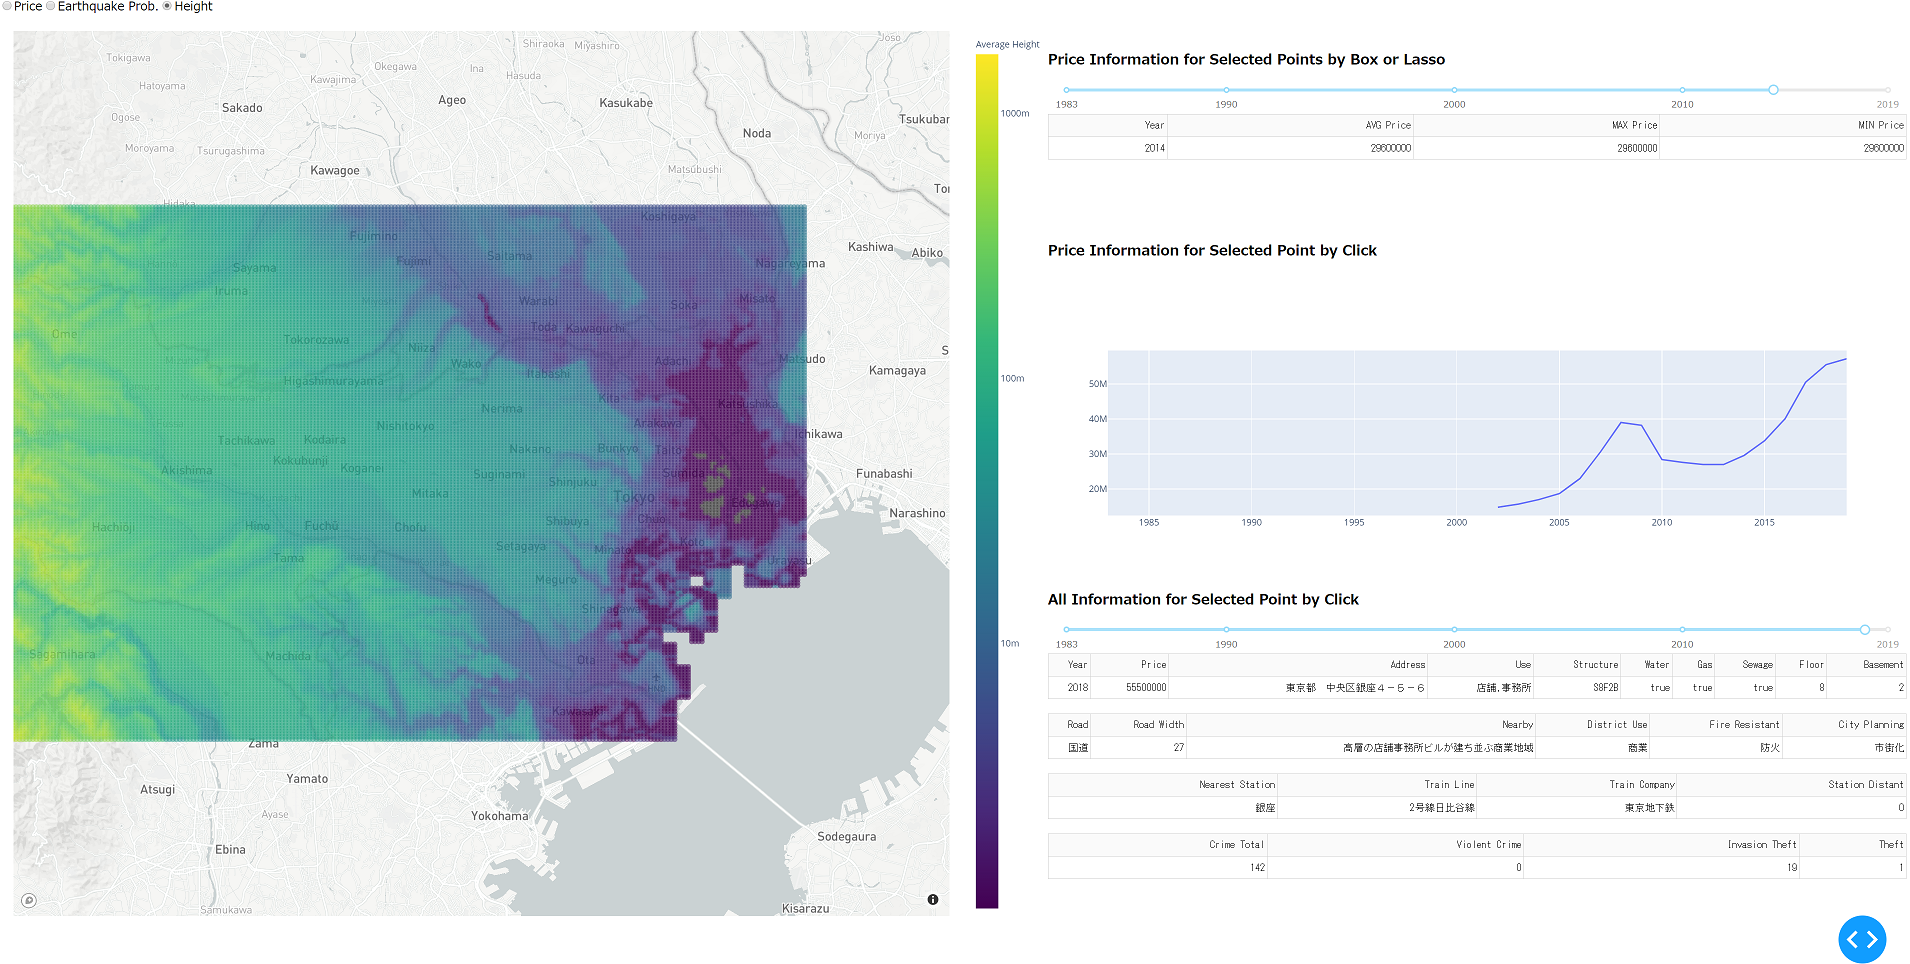 Price Earthquake Prob. Height
Shiraoka
Miyashiro
Joso
Tokigawa
Okegawa
Ina
Hasuda
Kawajima
Hatoyama
Sakado
Ageo
Kasukabe
Ogose
Tsukubam
Noda
Moriya
Moroyama
Tsurugashima
Kawagoe
Matsubushi
Hidaka
Koshigaya
Fujimino
Kashiwa
Abiko
Fujimi
Saitama
Sayama
Nagareyama
Iruma
Warabi
Soka
Misato
Ome
Toda
Kawaguchi
Tokorozawa
Niiza
Wako
Adachi
Matsudo
Kamagaya
Higashimurayama
Itabashi
Musashimurayama
Kita
Nerima
Katsushika
Nishitokyo
Arakawa
Ichikawa
Tachikawa
Kodaira
Nakano
Bunkyo
Taito
Kokubunji
Koganei
Akishima
Suginami
Sumida
Funabashi
Shinjuku
Mitaka
Tokyo
Edogawa
Narashino
Hachioji
Hino
Fuchū
Chofu
Shibuya
Chuo
Tama
Setagaya
Minato
Koto
Urayasu
Meguro
Shinagawa
Sagamihara
Machida
Ota
HND
Kawasaki
Zama
Yamato
Atsugi
Ayase
Yokohama
Sodegaura
Ebina
Samukawa
Kisarazu
Average Height
1000m
100m
10m
Price Information for Selected Points by Box or Lasso
1983 1990 2000 2010 2019
Year AVG Price MAX Price MIN Price
2014 29600000 29600000 29600000
Price Information for Selected Point by Click
50M
40M
30M
20M
1985 1990 1995 2000 2005 2010 2015
All Information for Selected Point by Click
1983 1990 2000 2010 2019
Year Price Address Use Structure Water Gas Sewage Floor Basement
2018 55500000 東京都 中央区銀座4-5-6 店舗,事務所 S8F2B true true true 8 2
Road Road Width Nearby District Use Fire Resistant City Planning
国道 27 高層の店舗事務所ビルが建ち並ぶ商業地域 商業 防火 市街化
Nearest Station Train Line Train Company Station Distant
銀座 2号線日比谷線 東京地下鉄 0
Crime Total Violent Crime Invasion Theft Theft
142 0 19 1